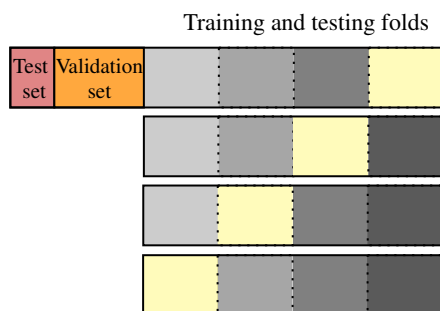 Training and testing folds
Test
set
Validation
set